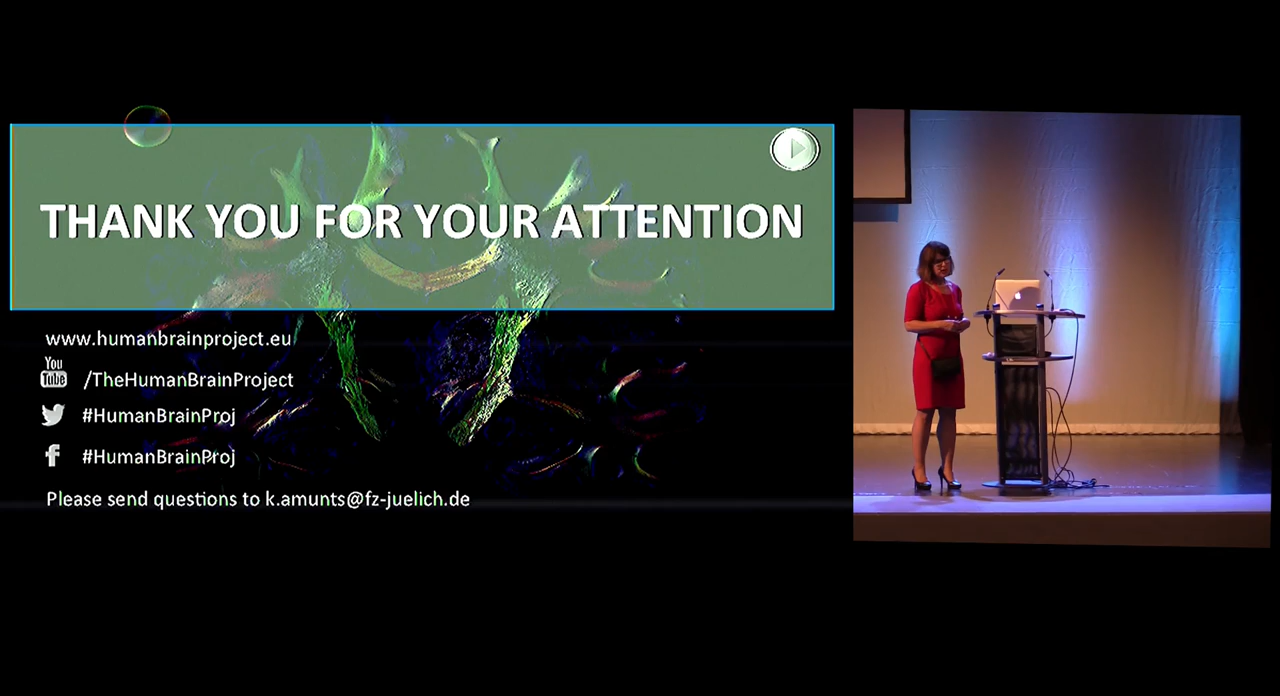 THANK YOU FOR YOUR ATTENTION
www.humanbrainproject.eu
You Tube /TheHumanBrainProject
#HumanBrainProj
f #HumanBrainProj
Please send questions to k.amunts@fz-juelich.de